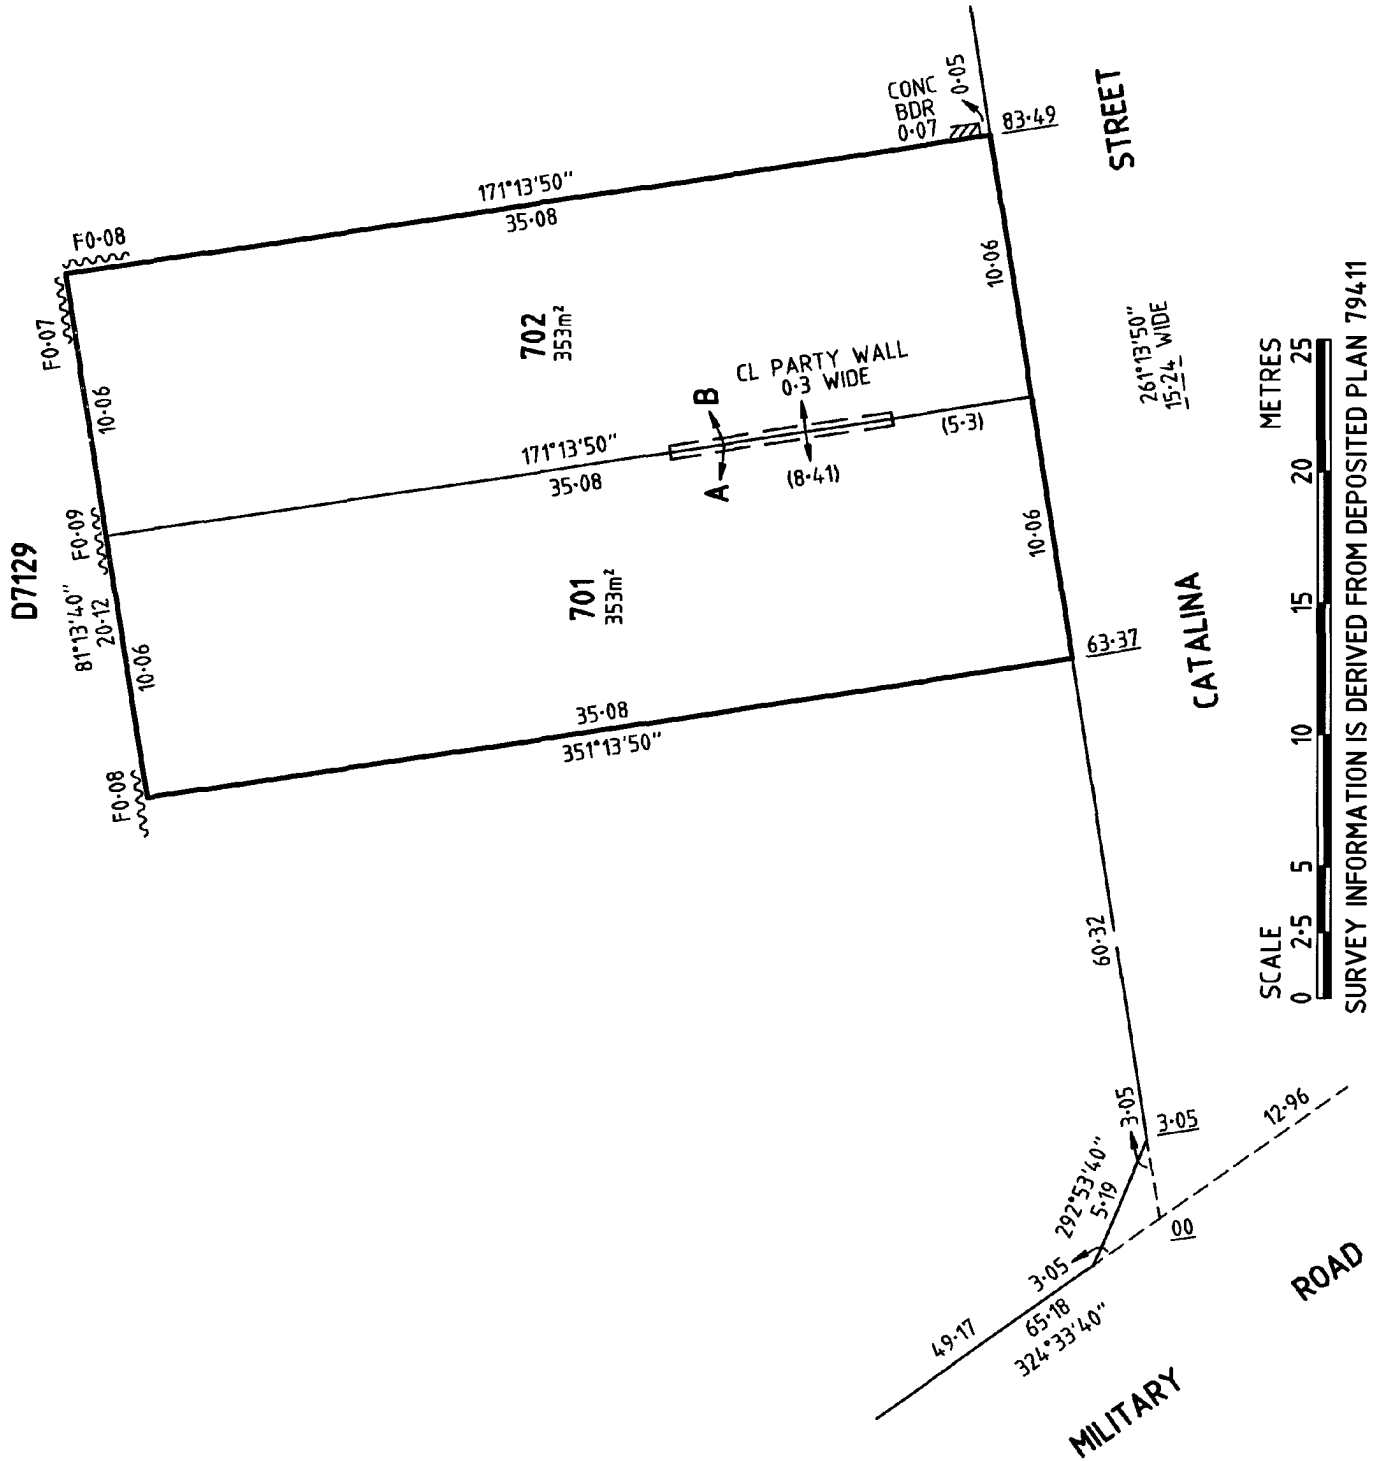 D7129
81°13'40"
20·12
F0·08
10·06
F0·09
10·06
F0·07
F0·08
171°13'50"
35·08
CONC
BDR
0·07
0·05
83·49
STREET
702
353m²
10·06
CL PARTY WALL
0·3 WIDE
B
A
(8·41)
(5·3)
171°13'50"
35·08
701
353m²
10·06
35·08
351°13'50"
63·37
CATALINA
261°13'50"
15·24 WIDE
60·32
3·05
3·05
292°53'40"
5·19
3·05
00
12·96
49·17
65·18
324°33'40"
MILITARY
ROAD
SCALE
METRES
0 2·5 5 10 15 20 25
SURVEY INFORMATION IS DERIVED FROM DEPOSITED PLAN 79411